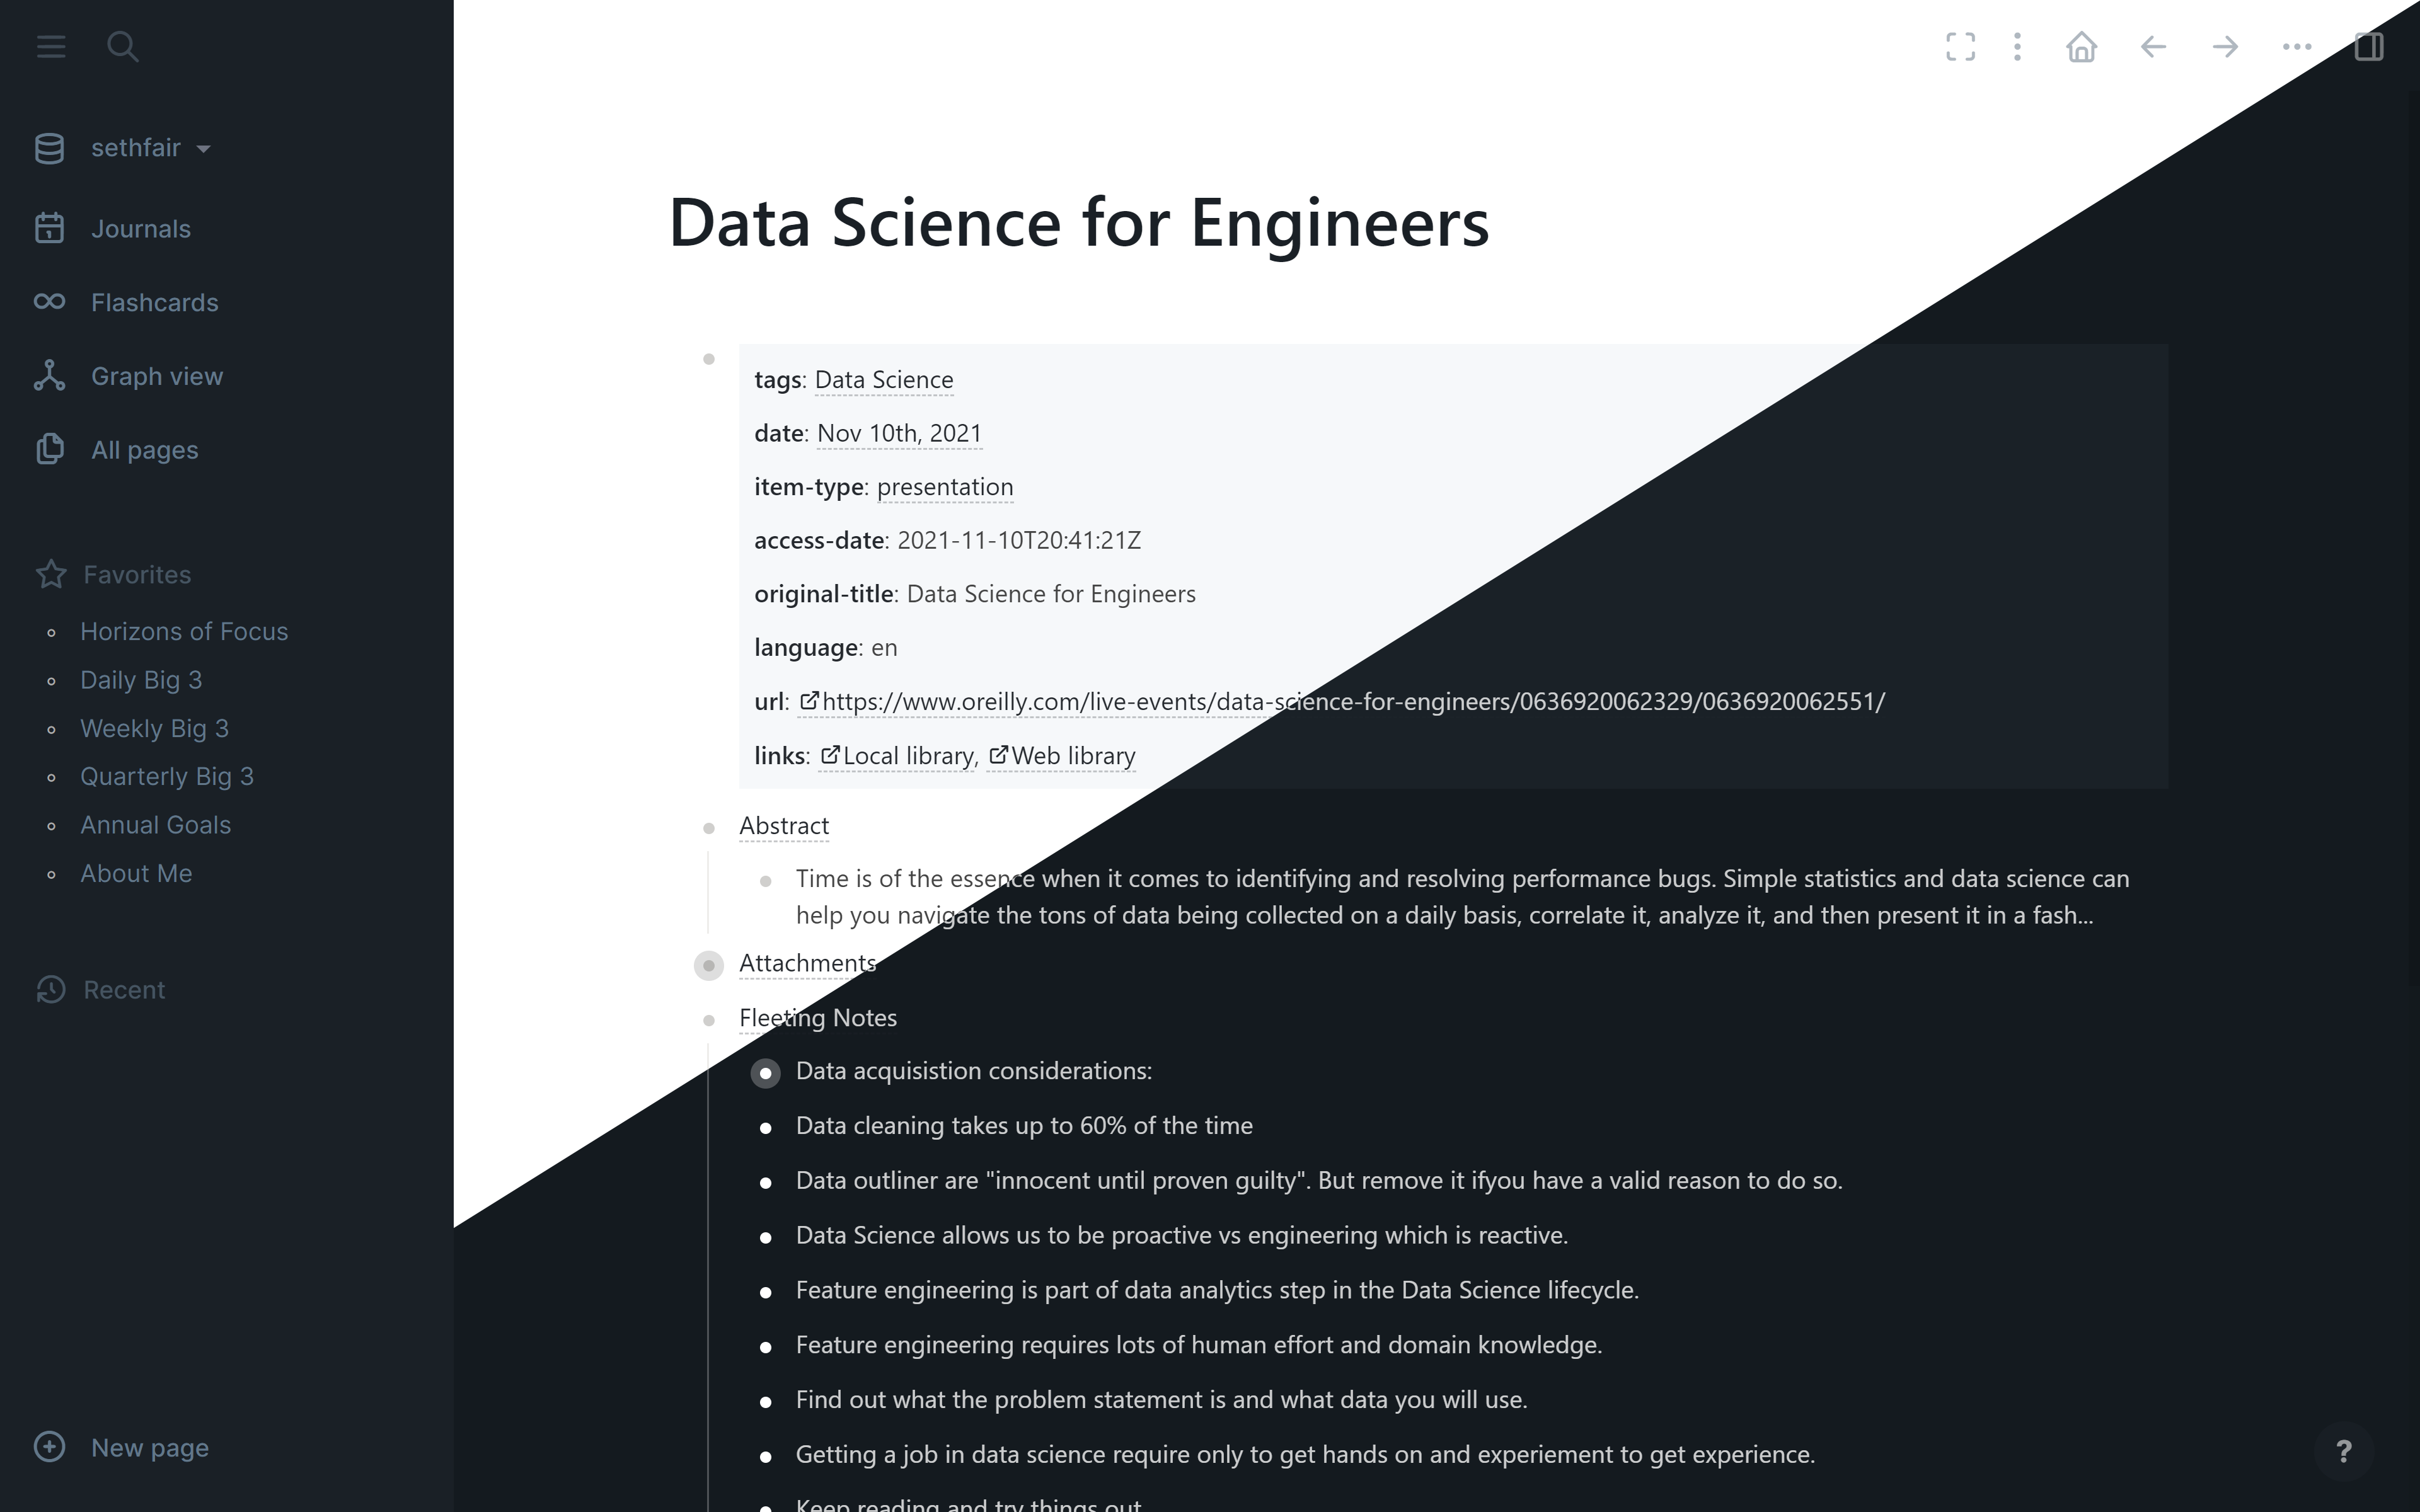 sethfair
Journals
Flashcards
Graph view
All pages
Favorites
Horizons of Focus
Daily Big 3
Weekly Big 3
Quarterly Big 3
Annual Goals
About Me
Recent
New page
Data Science for Engineers
tags: Data Science
date: Nov 10th, 2021
item-type: presentation
access-date: 2021-11-10T20:41:21Z
original-title: Data Science for Engineers
language: en
url: https://www.oreilly.com/live-events/data-science-for-engineers/0636920062329/0636920062551/
links: Local library, Web library
Abstract
Time is of the essence when it comes to identifying and resolving performance bugs. Simple statistics and data science can
help you navigate the tons of data being collected on a daily basis, correlate it, analyze it, and then present it in a fash...
Attachments
Fleeting Notes
Data acquisistion considerations:
Data cleaning takes up to 60% of the time
Data outliner are "innocent until proven guilty". But remove it ifyou have a valid reason to do so.
Data Science allows us to be proactive vs engineering which is reactive.
Feature engineering is part of data analytics step in the Data Science lifecycle.
Feature engineering requires lots of human effort and domain knowledge.
Find out what the problem statement is and what data you will use.
Getting a job in data science require only to get hands on and experiement to get experience.
Keep reading and try things out
?